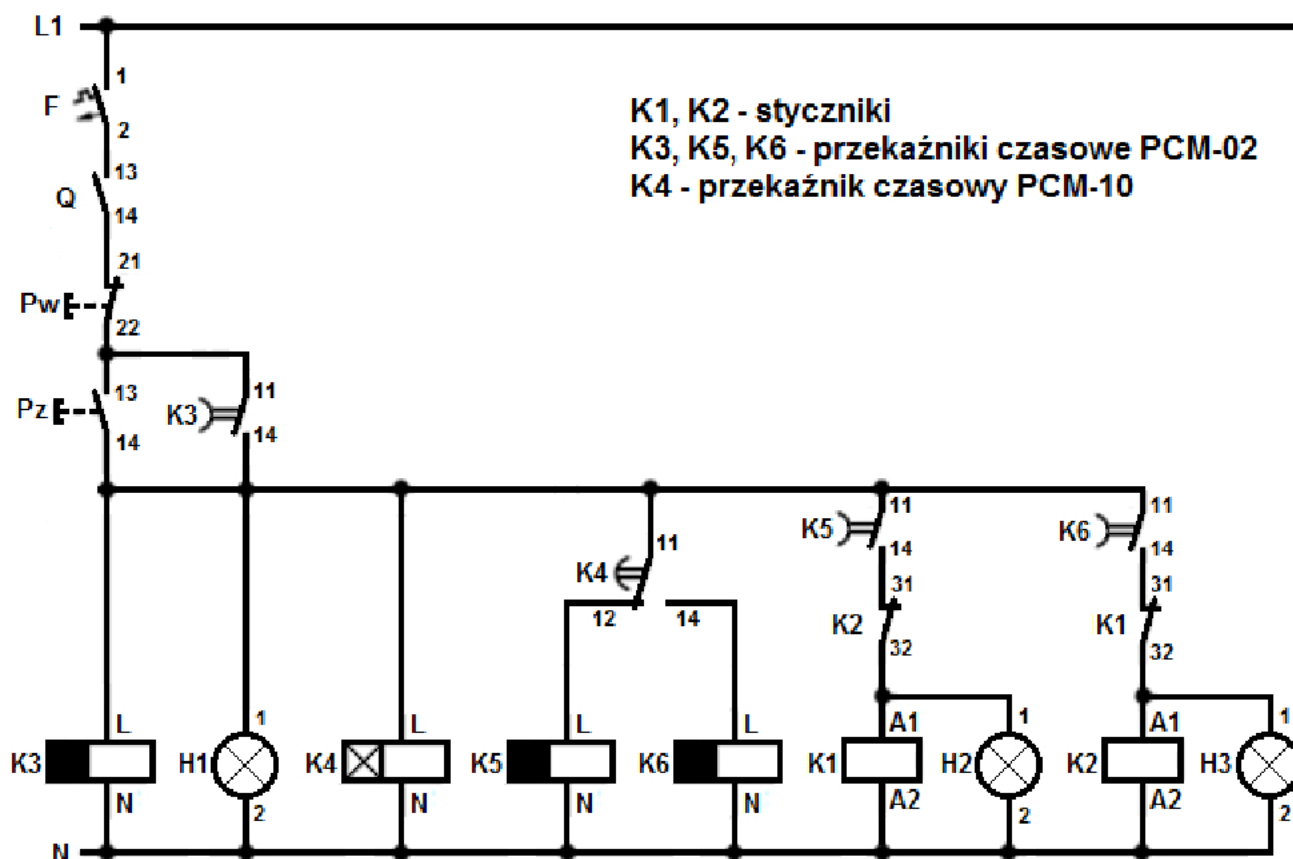 L1
K1, K2 - styczniki
K3, K5, K6 - przekaźniki czasowe PCM-02
K4 - przekaźnik czasowy PCM-10
1
F
2
13
Q
14
21
Pw
22
13
Pz
14
11
K3
14
11
K4
12 14
11
K5
14
31
K2
32
11
K6
14
31
K1
32
L 1 L L L A1 1 A1 1
K3 H1 K4 K5 K6 K1 H2 K2 H3
N 2 N N N A2 2 A2 2
N